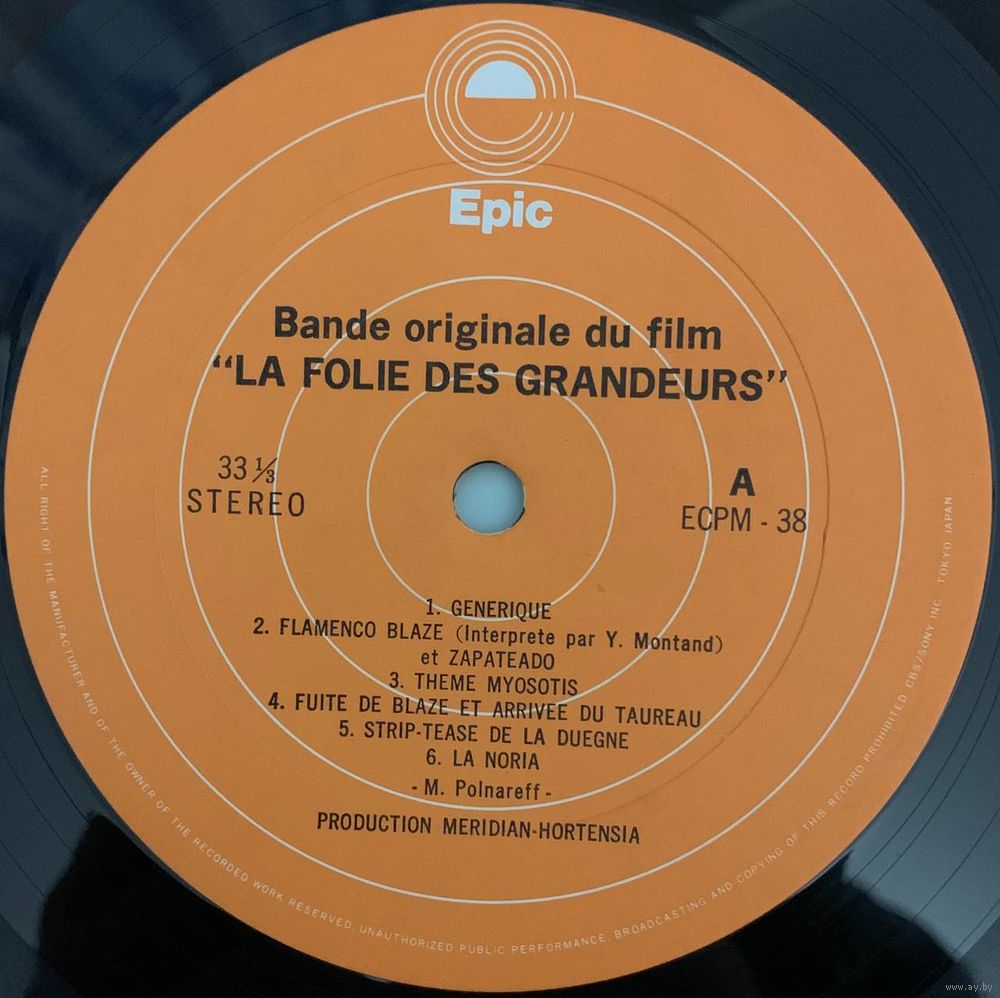 Epic
Bande originale du film
“LA FOLIE DES GRANDEURS”
33 ⅓
STEREO
A
ECPM - 38
1. GENERIQUE
2. FLAMENCO BLAZE (Interprete par Y. Montand)
et ZAPATEADO
3. THEME MYOSOTIS
4. FUITE DE BLAZE ET ARRIVEE DU TAUREAU
5. STRIP-TEASE DE LA DUEGNE
6. LA NORIA
- M. Polnareff -
PRODUCTION MERIDIAN-HORTENSIA
ALL RIGHT OF THE MANUFACTURER AND OF THE OWNER OF THE RECORDED WORK RESERVED. UNAUTHORIZED PUBLIC PERFORMANCE. BROADCASTING AND COPYING OF THIS RECORD PROHIBITED CBS/SONY INC. TOKYO JAPAN
www.ay.by